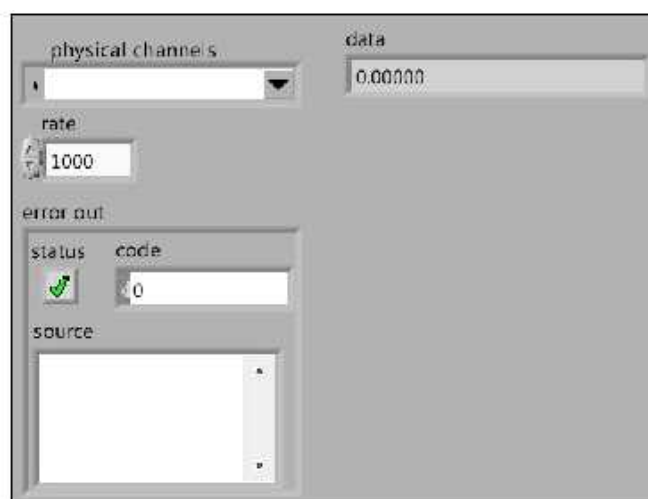 physical channels
data
0.00000
rate
1000
error out
status
code
0
source